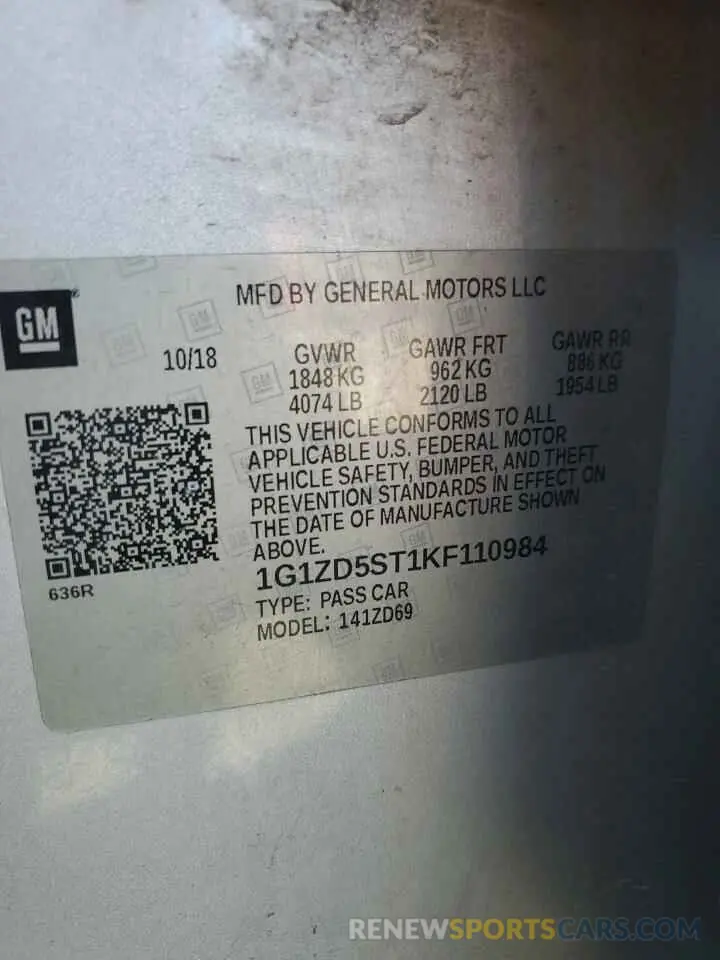 MFD BY GENERAL MOTORS LLC
GM
10/18 GVWR GAWR FRT GAWR RR
1848 KG 962 KG 886 KG
4074 LB 2120 LB 1954 LB
THIS VEHICLE CONFORMS TO ALL
APPLICABLE U.S. FEDERAL MOTOR
VEHICLE SAFETY, BUMPER, AND THEFT
PREVENTION STANDARDS IN EFFECT ON
THE DATE OF MANUFACTURE SHOWN
ABOVE.
636R
1G1ZD5ST1KF110984
TYPE: PASS CAR
MODEL: 141ZD69
RENEWSPORTSCARS.COM